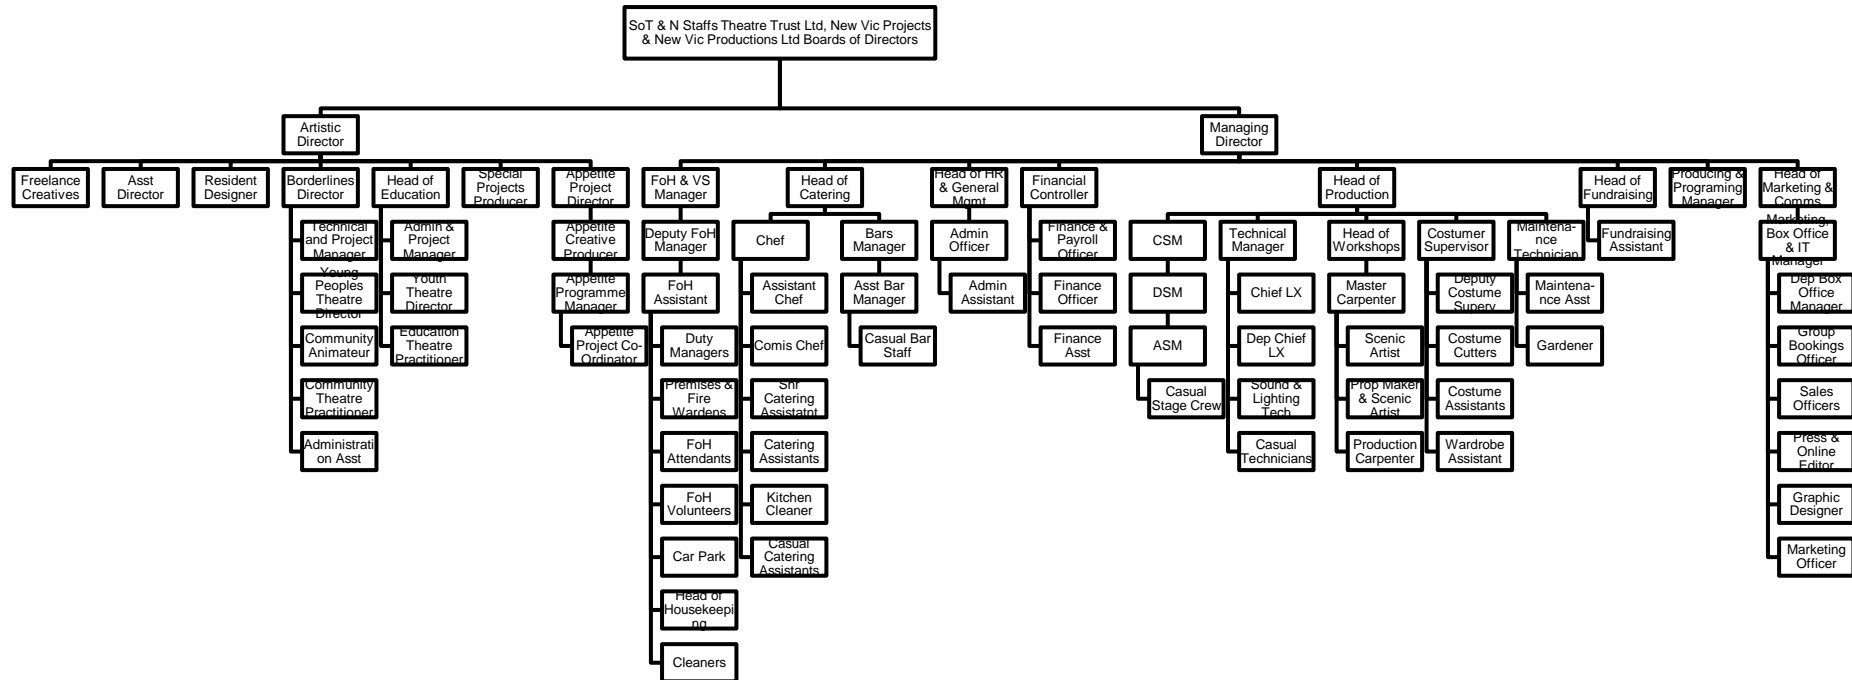 SoT & N Staffs Theatre Trust Ltd, New Vic Projects
& New Vic Productions Ltd Boards of Directors
Artistic
Director
Managing
Director
Freelance
Creatives
Asst
Director
Resident
Designer
Borderlines
Director
Head of
Education
Special
Projects
Producer
Appetite
Project
Director
FoH & VS
Manager
Head of
Catering
Head of HR
& General
Mgmt
Financial
Controller
Head of
Production
Head of
Fundraising
Producing &
Programing
Manager
Head of
Marketing &
Comms
Technical
and Project
Manager
Admin &
Project
Manager
Appetite
Creative
Producer
Deputy FoH
Manager
Chef
Bars
Manager
Admin
Officer
Finance &
Payroll
Officer
CSM
Technical
Manager
Head of
Workshops
Costumer
Supervisor
Maintena-
nce
Technician
Fundraising
Assistant
Marketing,
Box Office
& IT
Manager
Young
Peoples
Theatre
Director
Youth
Theatre
Director
Appetite
Programme
Manager
FoH
Assistant
Assistant
Chef
Asst Bar
Manager
Admin
Assistant
Finance
Officer
DSM
Chief LX
Master
Carpenter
Deputy
Costume
Superv
Maintena-
nce Asst
Dep Box
Office
Manager
Community
Animateur
Education
Theatre
Practitioner
Appetite
Project Co-
Ordinator
Duty
Managers
Comis Chef
Casual Bar
Staff
Finance
Asst
ASM
Dep Chief
LX
Scenic
Artist
Costume
Cutters
Gardener
Group
Bookings
Officer
Community
Theatre
Practitioner
Premises &
Fire
Wardens
Snr
Catering
Assistatnt
Casual
Stage Crew
Sound &
Lighting
Tech
Prop Maker
& Scenic
Artist
Costume
Assistants
Sales
Officers
Administrati
on Asst
FoH
Attendants
Catering
Assistants
Casual
Technicians
Production
Carpenter
Wardrobe
Assistant
Press &
Online
Editor
FoH
Volunteers
Kitchen
Cleaner
Graphic
Designer
Car Park
Casual
Catering
Assistants
Marketing
Officer
Head of
Housekeepi
ng
Cleaners